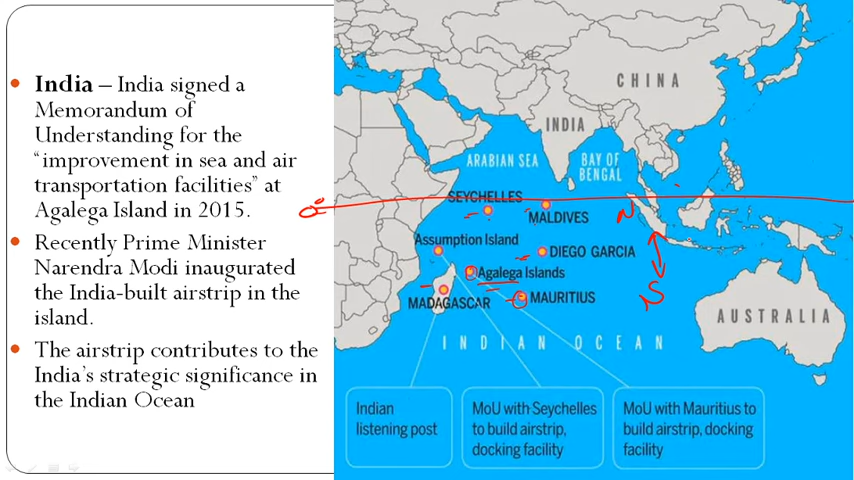 India – India signed a
Memorandum of
Understanding for the
“improvement in sea and air
transportation facilities” at
Agalega Island in 2015.
Recently Prime Minister
Narendra Modi inaugurated
the India-built airstrip in the
island.
The airstrip contributes to the
India’s strategic significance in
the Indian Ocean
CHINA
INDIA
ARABIAN SEA
BAY OF
BENGAL
SEYCHELLES
MALDIVES
0°
N
Assumption Island
DIEGO GARCIA
Agalega Islands
S
MADAGASCAR
MAURITIUS
AUSTRALIA
INDIAN OCEAN
Indian
listening post
MoU with Seychelles
to build airstrip,
docking facility
MoU with Mauritius to
build airstrip, docking
facility